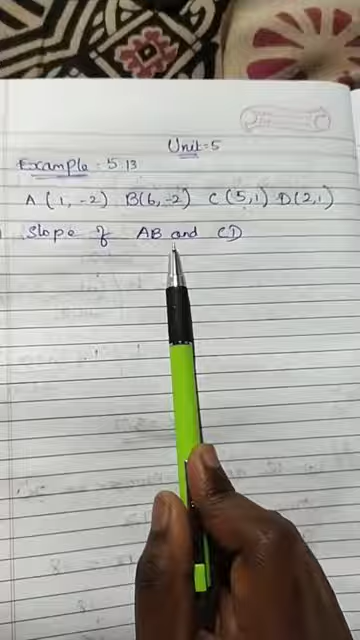 Unit:5
Example : 5.13
A (1, -2) B(6, -2) C (5,1) D(2,1)
Slope of AB and CD